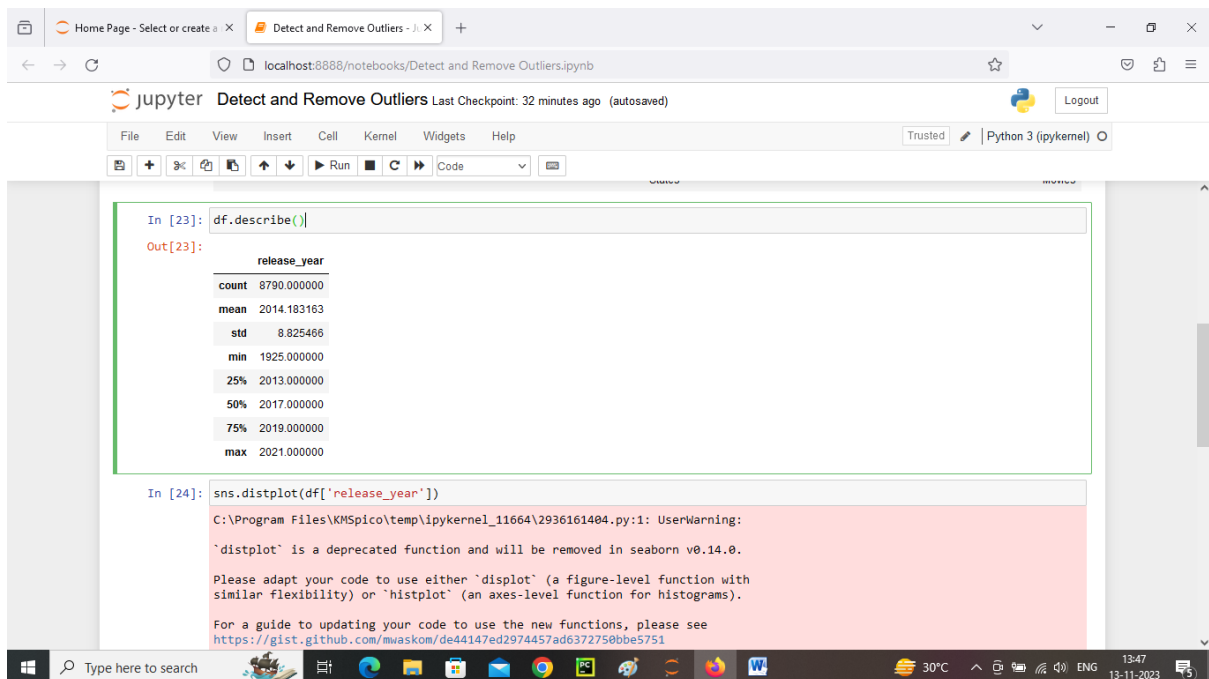 Home Page - Select or create a
Detect and Remove Outliers - Ju
localhost:8888/notebooks/Detect and Remove Outliers.ipynb
jupyter Detect and Remove Outliers Last Checkpoint: 32 minutes ago (autosaved)
Logout
File Edit View Insert Cell Kernel Widgets Help
Trusted Python 3 (ipykernel)
Run Code
States Movies
In [23]: df.describe()
Out[23]:
release_year
count 8790.000000
mean 2014.183163
std 8.825466
min 1925.000000
25% 2013.000000
50% 2017.000000
75% 2019.000000
max 2021.000000
In [24]: sns.distplot(df['release_year'])
C:\Program Files\KMSpico\temp\ipykernel_11664\2936161404.py:1: UserWarning:
`distplot` is a deprecated function and will be removed in seaborn v0.14.0.
Please adapt your code to use either `displot` (a figure-level function with
similar flexibility) or `histplot` (an axes-level function for histograms).
For a guide to updating your code to use the new functions, please see
https://gist.github.com/mwaskom/de44147ed2974457ad6372750bbe5751
Type here to search
PC
W
30°C
ENG
13:47
13-11-2023
5